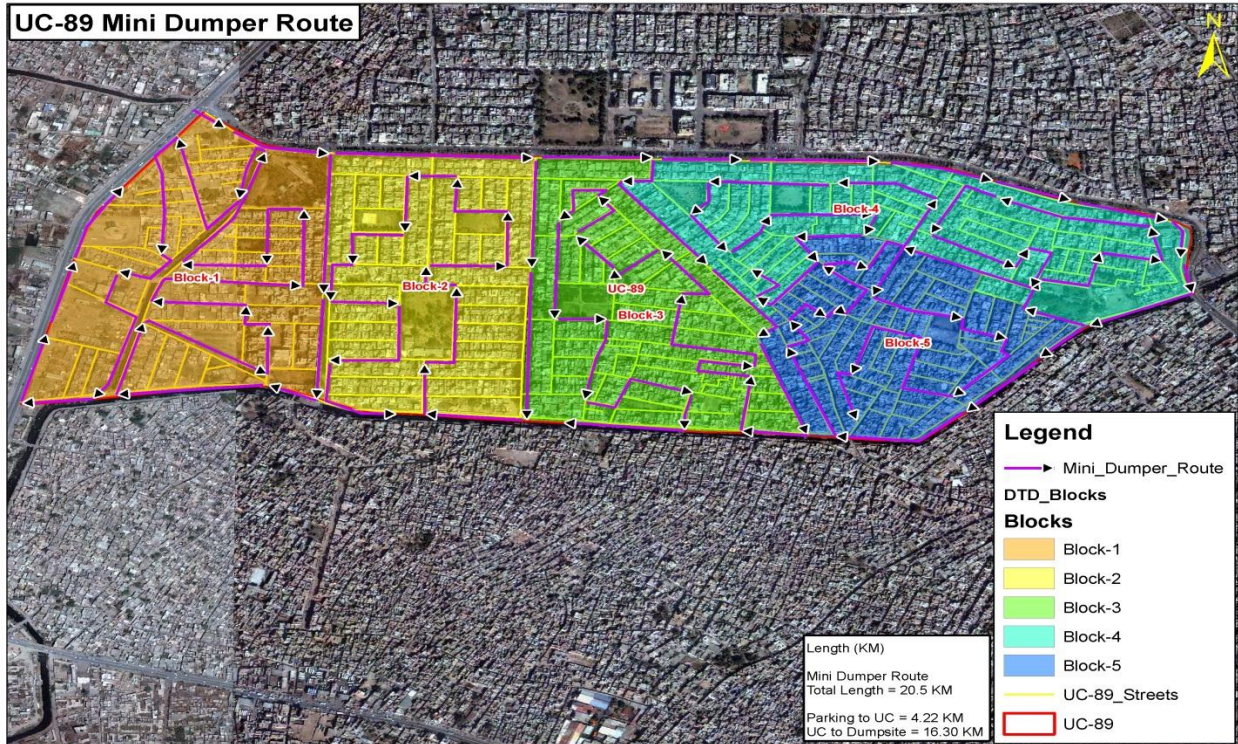 UC-89 Mini Dumper Route
N
Block-4
Block-1
Block-2
UC-89
Block-3
Block-5
Legend
Mini_Dumper_Route
DTD_Blocks
Blocks
Block-1
Block-2
Block-3
Block-4
Block-5
UC-89_Streets
UC-89
Length (KM)
Mini Dumper Route
Total Length = 20.5 KM
Parking to UC = 4.22 KM
UC to Dumpsite = 16.30 KM